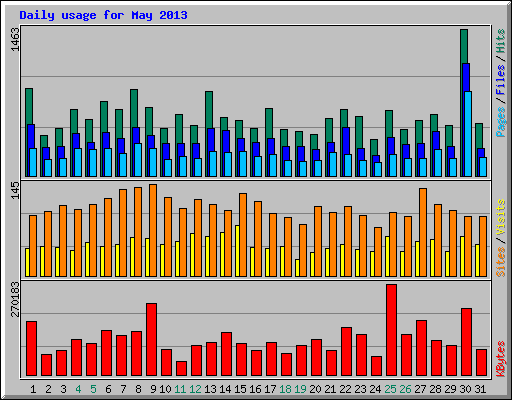 Daily usage for May 2013
1463
Pages / Files / Hits
145
Sites / Visits
270183
KBytes
1 2 3 4 5 6 7 8 9 10 11 12 13 14 15 16 17 18 19 20 21 22 23 24 25 26 27 28 29 30 31